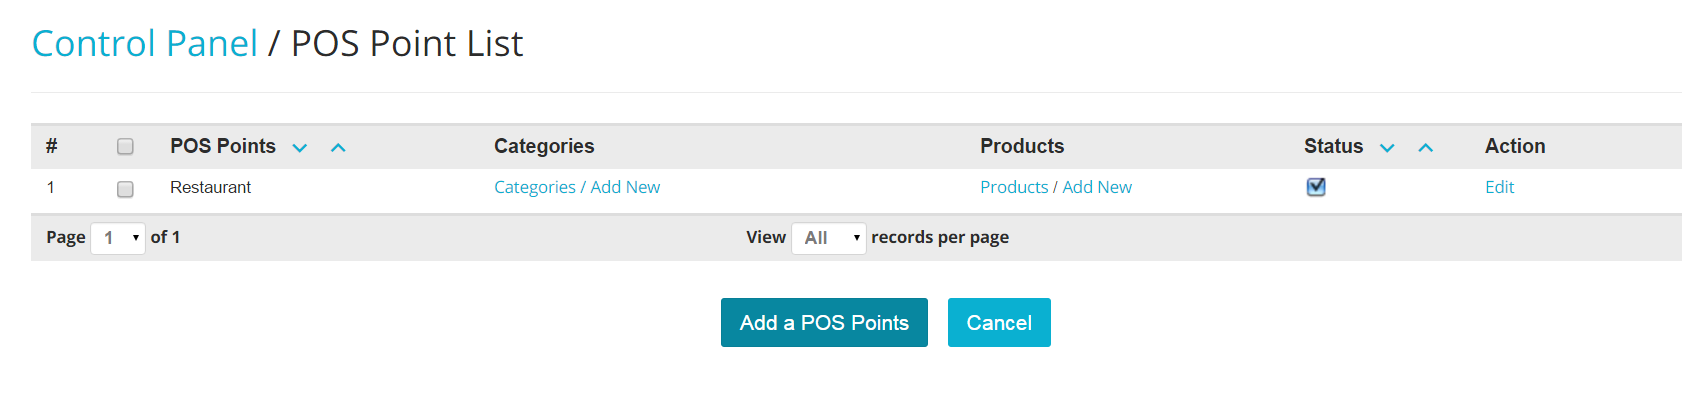 Control Panel / POS Point List
# POS Points Categories Products Status Action
1 Restaurant Categories / Add New Products / Add New Edit
Page 1 of 1 View All records per page
Add a POS Points Cancel